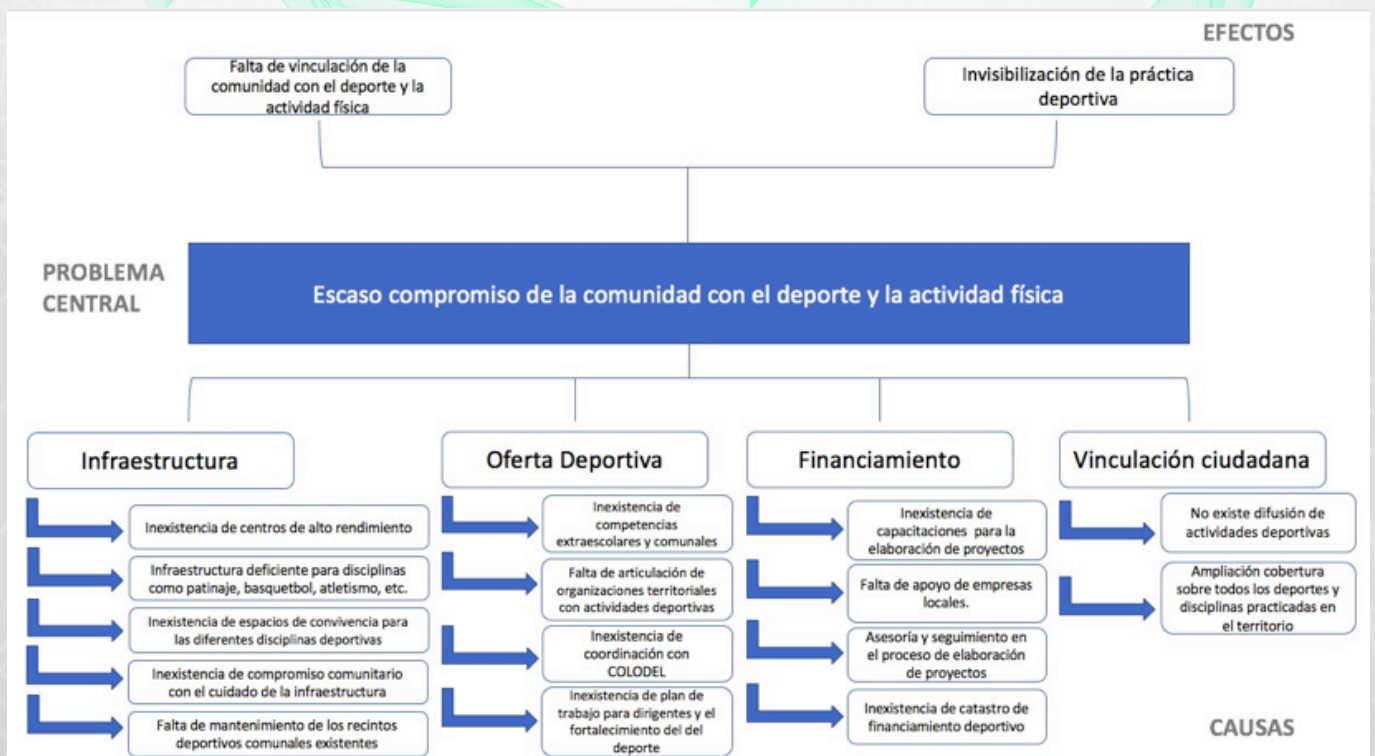 EFECTOS
Falta de vinculación de la
comunidad con el deporte y la
actividad física
Invisibilización de la práctica
deportiva
PROBLEMA
CENTRAL
Escaso compromiso de la comunidad con el deporte y la actividad física
Infraestructura
Inexistencia de centros de alto rendimiento
Infraestructura deficiente para disciplinas
como patinaje, basquetbol, atletismo, etc.
Inexistencia de espacios de convivencia para
las diferentes disciplinas deportivas
Inexistencia de compromiso comunitario
con el cuidado de la infraestructura
Falta de mantenimiento de los recintos
deportivos comunales existentes
Oferta Deportiva
Inexistencia de
competencias
extraescolares y comunales
Falta de articulación de
organizaciones territoriales
con actividades deportivas
Inexistencia de
coordinación con
COLODEL
Inexistencia de plan de
trabajo para dirigentes y el
fortalecimiento del del
deporte
Financiamiento
Inexistencia de
capacitaciones para la
elaboración de proyectos
Falta de apoyo de empresas
locales.
Asesoría y seguimiento en
el proceso de elaboración
de proyectos
Inexistencia de catastro de
financiamiento deportivo
Vinculación ciudadana
No existe difusión de
actividades deportivas
Ampliación cobertura
sobre todos los deportes y
disciplinas practicadas en
el territorio
CAUSAS